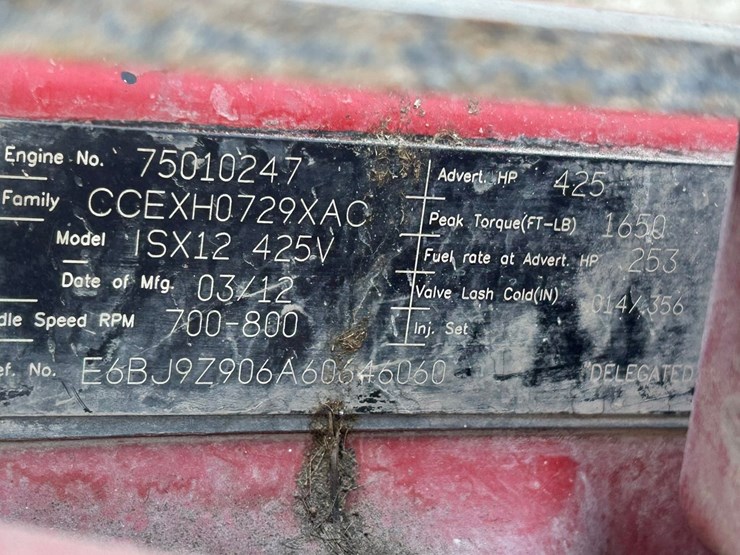 Engine No. 75010247
Family CCEXH0729XAC
Model ISX12 425V
Date of Mfg. 03/12
dle Speed RPM 700-800
ef. No. E6BJ9Z906A60646060
Advert. HP 425
Peak Torque(FT-LB) 1650
Fuel rate at Advert. HP 253
Valve Lash Cold(IN) .014/.356
Inj. Set
DELEGATED